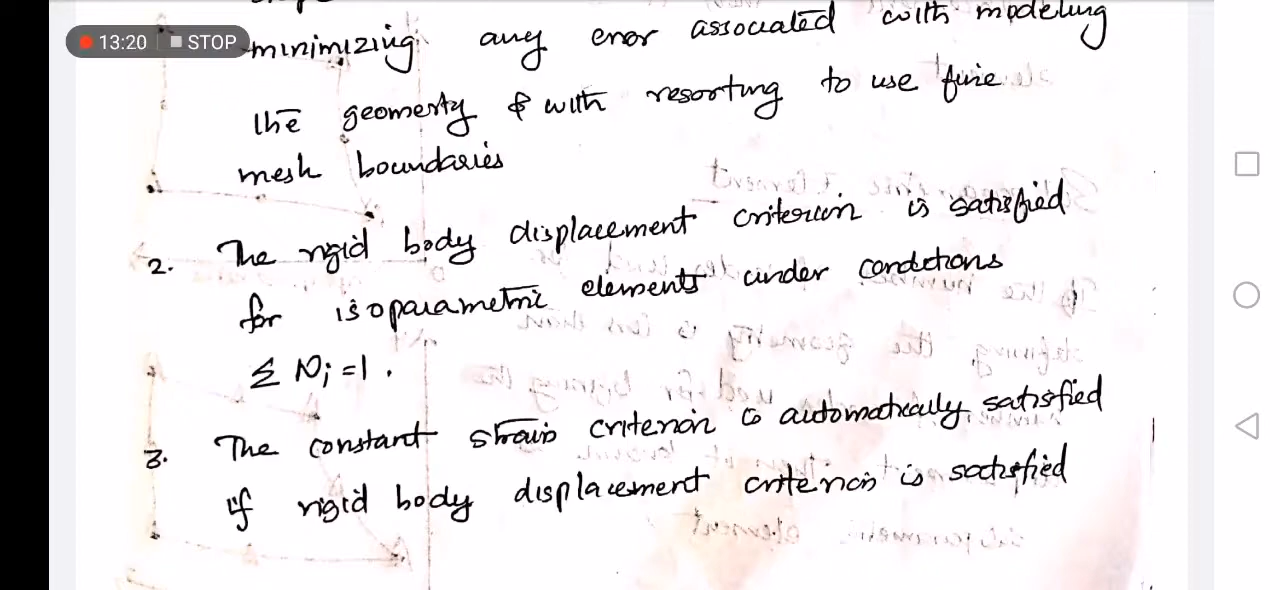 minimizing any error associated with modeling
13:20 STOP
the geomerty & with resorting to use fine
mesh boundaries
2. The rigid body displacement criterion is satisfied
for isoparametric elements under conditions
Σ Ni = 1.
3. The constant strain criterion is automatically satisfied
if rigid body displacement criterion is satisfied